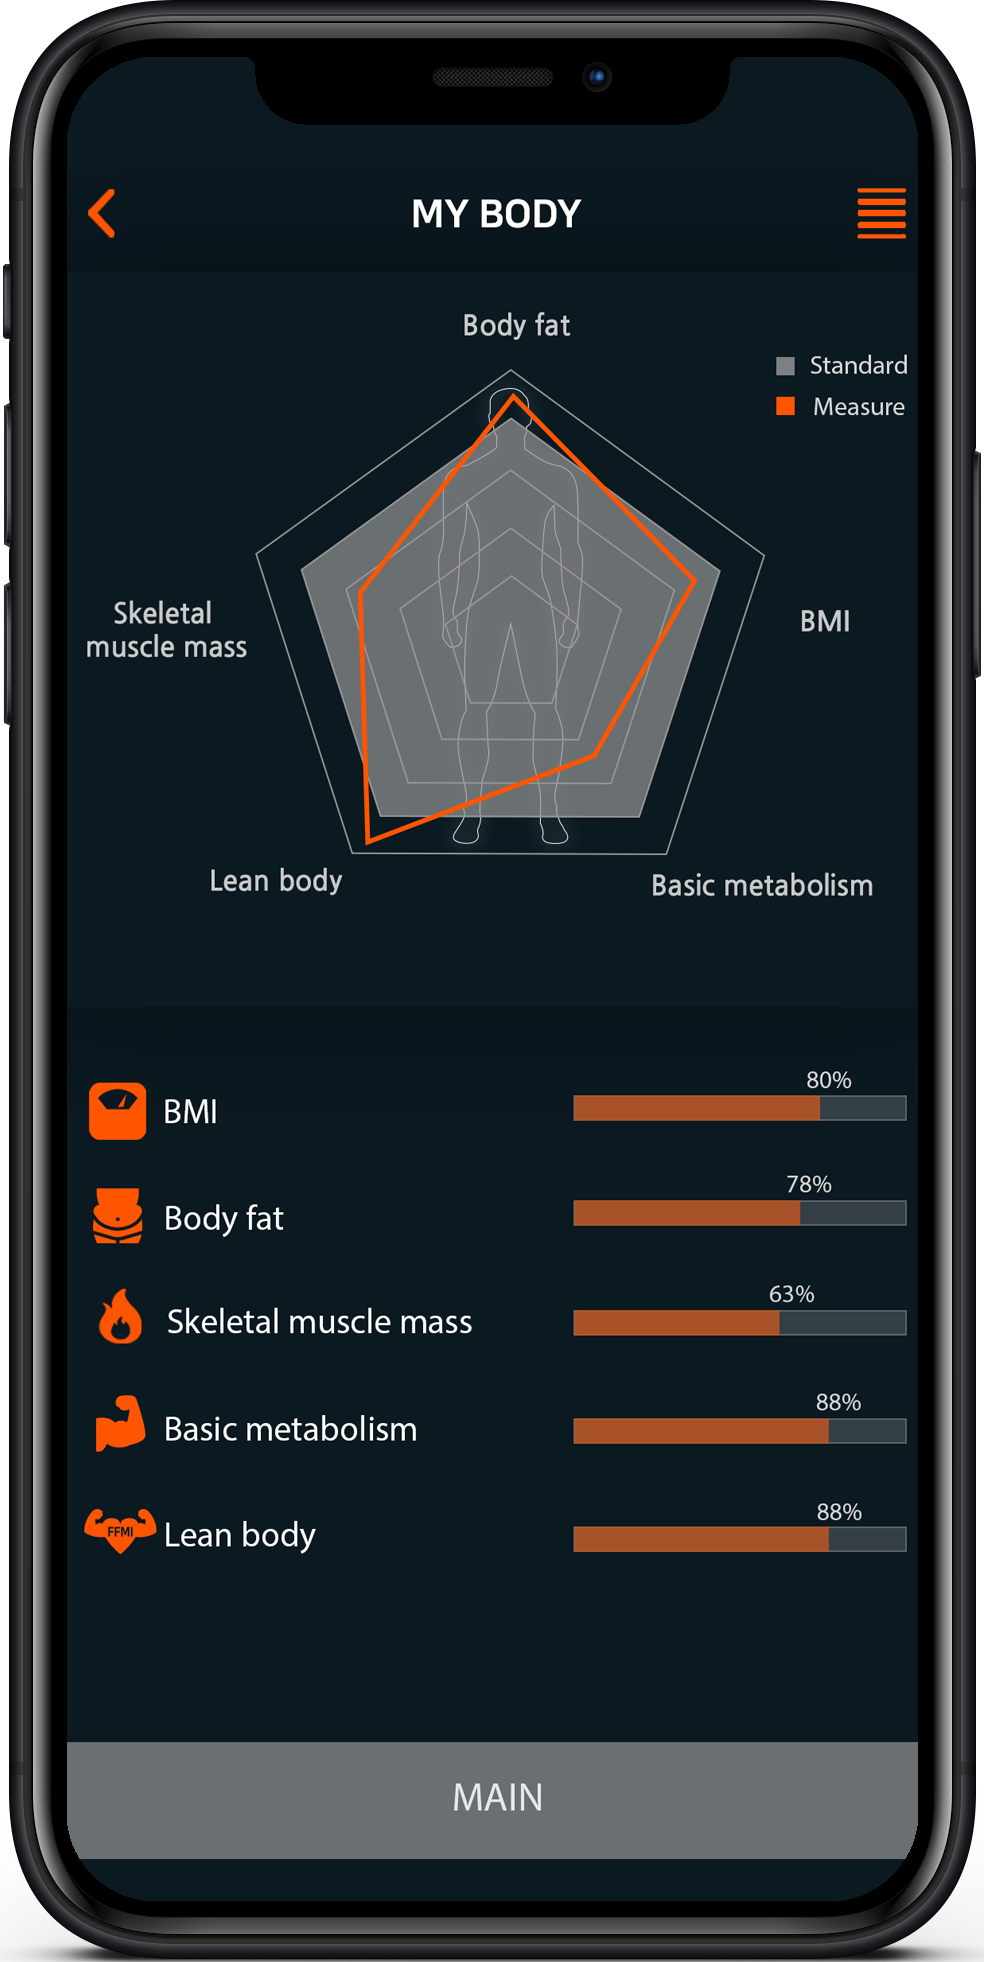 MY BODY
Body fat
Standard
Measure
Skeletal
muscle mass
BMI
Lean body
Basic metabolism
80%
BMI
78%
Body fat
63%
Skeletal muscle mass
88%
Basic metabolism
88%
FFMI
Lean body
MAIN